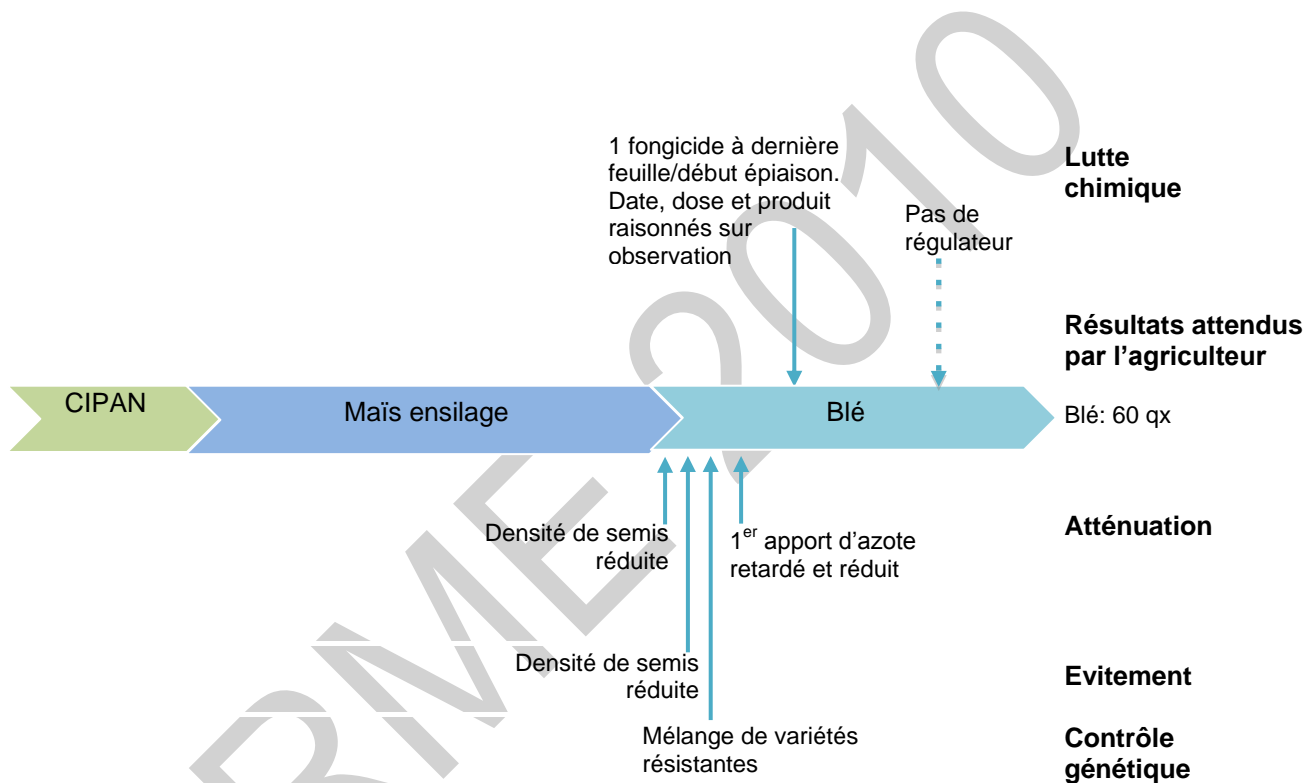 1 fongicide à dernière
feuille/début épiaison.
Date, dose et produit
raisonnés sur
observation
Pas de
régulateur
Lutte
chimique
Résultats attendus
par l’agriculteur
CIPAN
Maïs ensilage
Blé
Blé: 60 qx
Densité de semis
réduite
1er apport d’azote
retardé et réduit
Atténuation
Densité de semis
réduite
Evitement
Mélange de variétés
résistantes
Contrôle
génétique
RME 2010